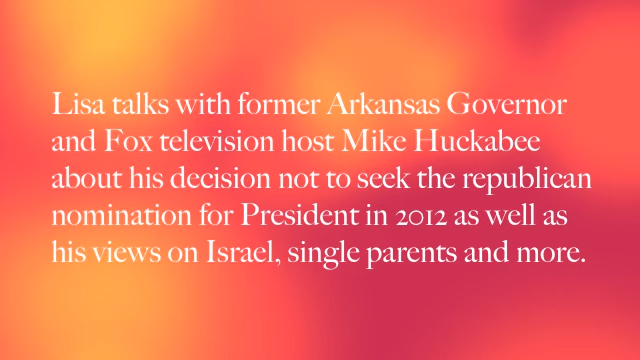 Lisa talks with former Arkansas Governor
and Fox television host Mike Huckabee
about his decision not to seek the republican
nomination for President in 2012 as well as
his views on Israel, single parents and more.